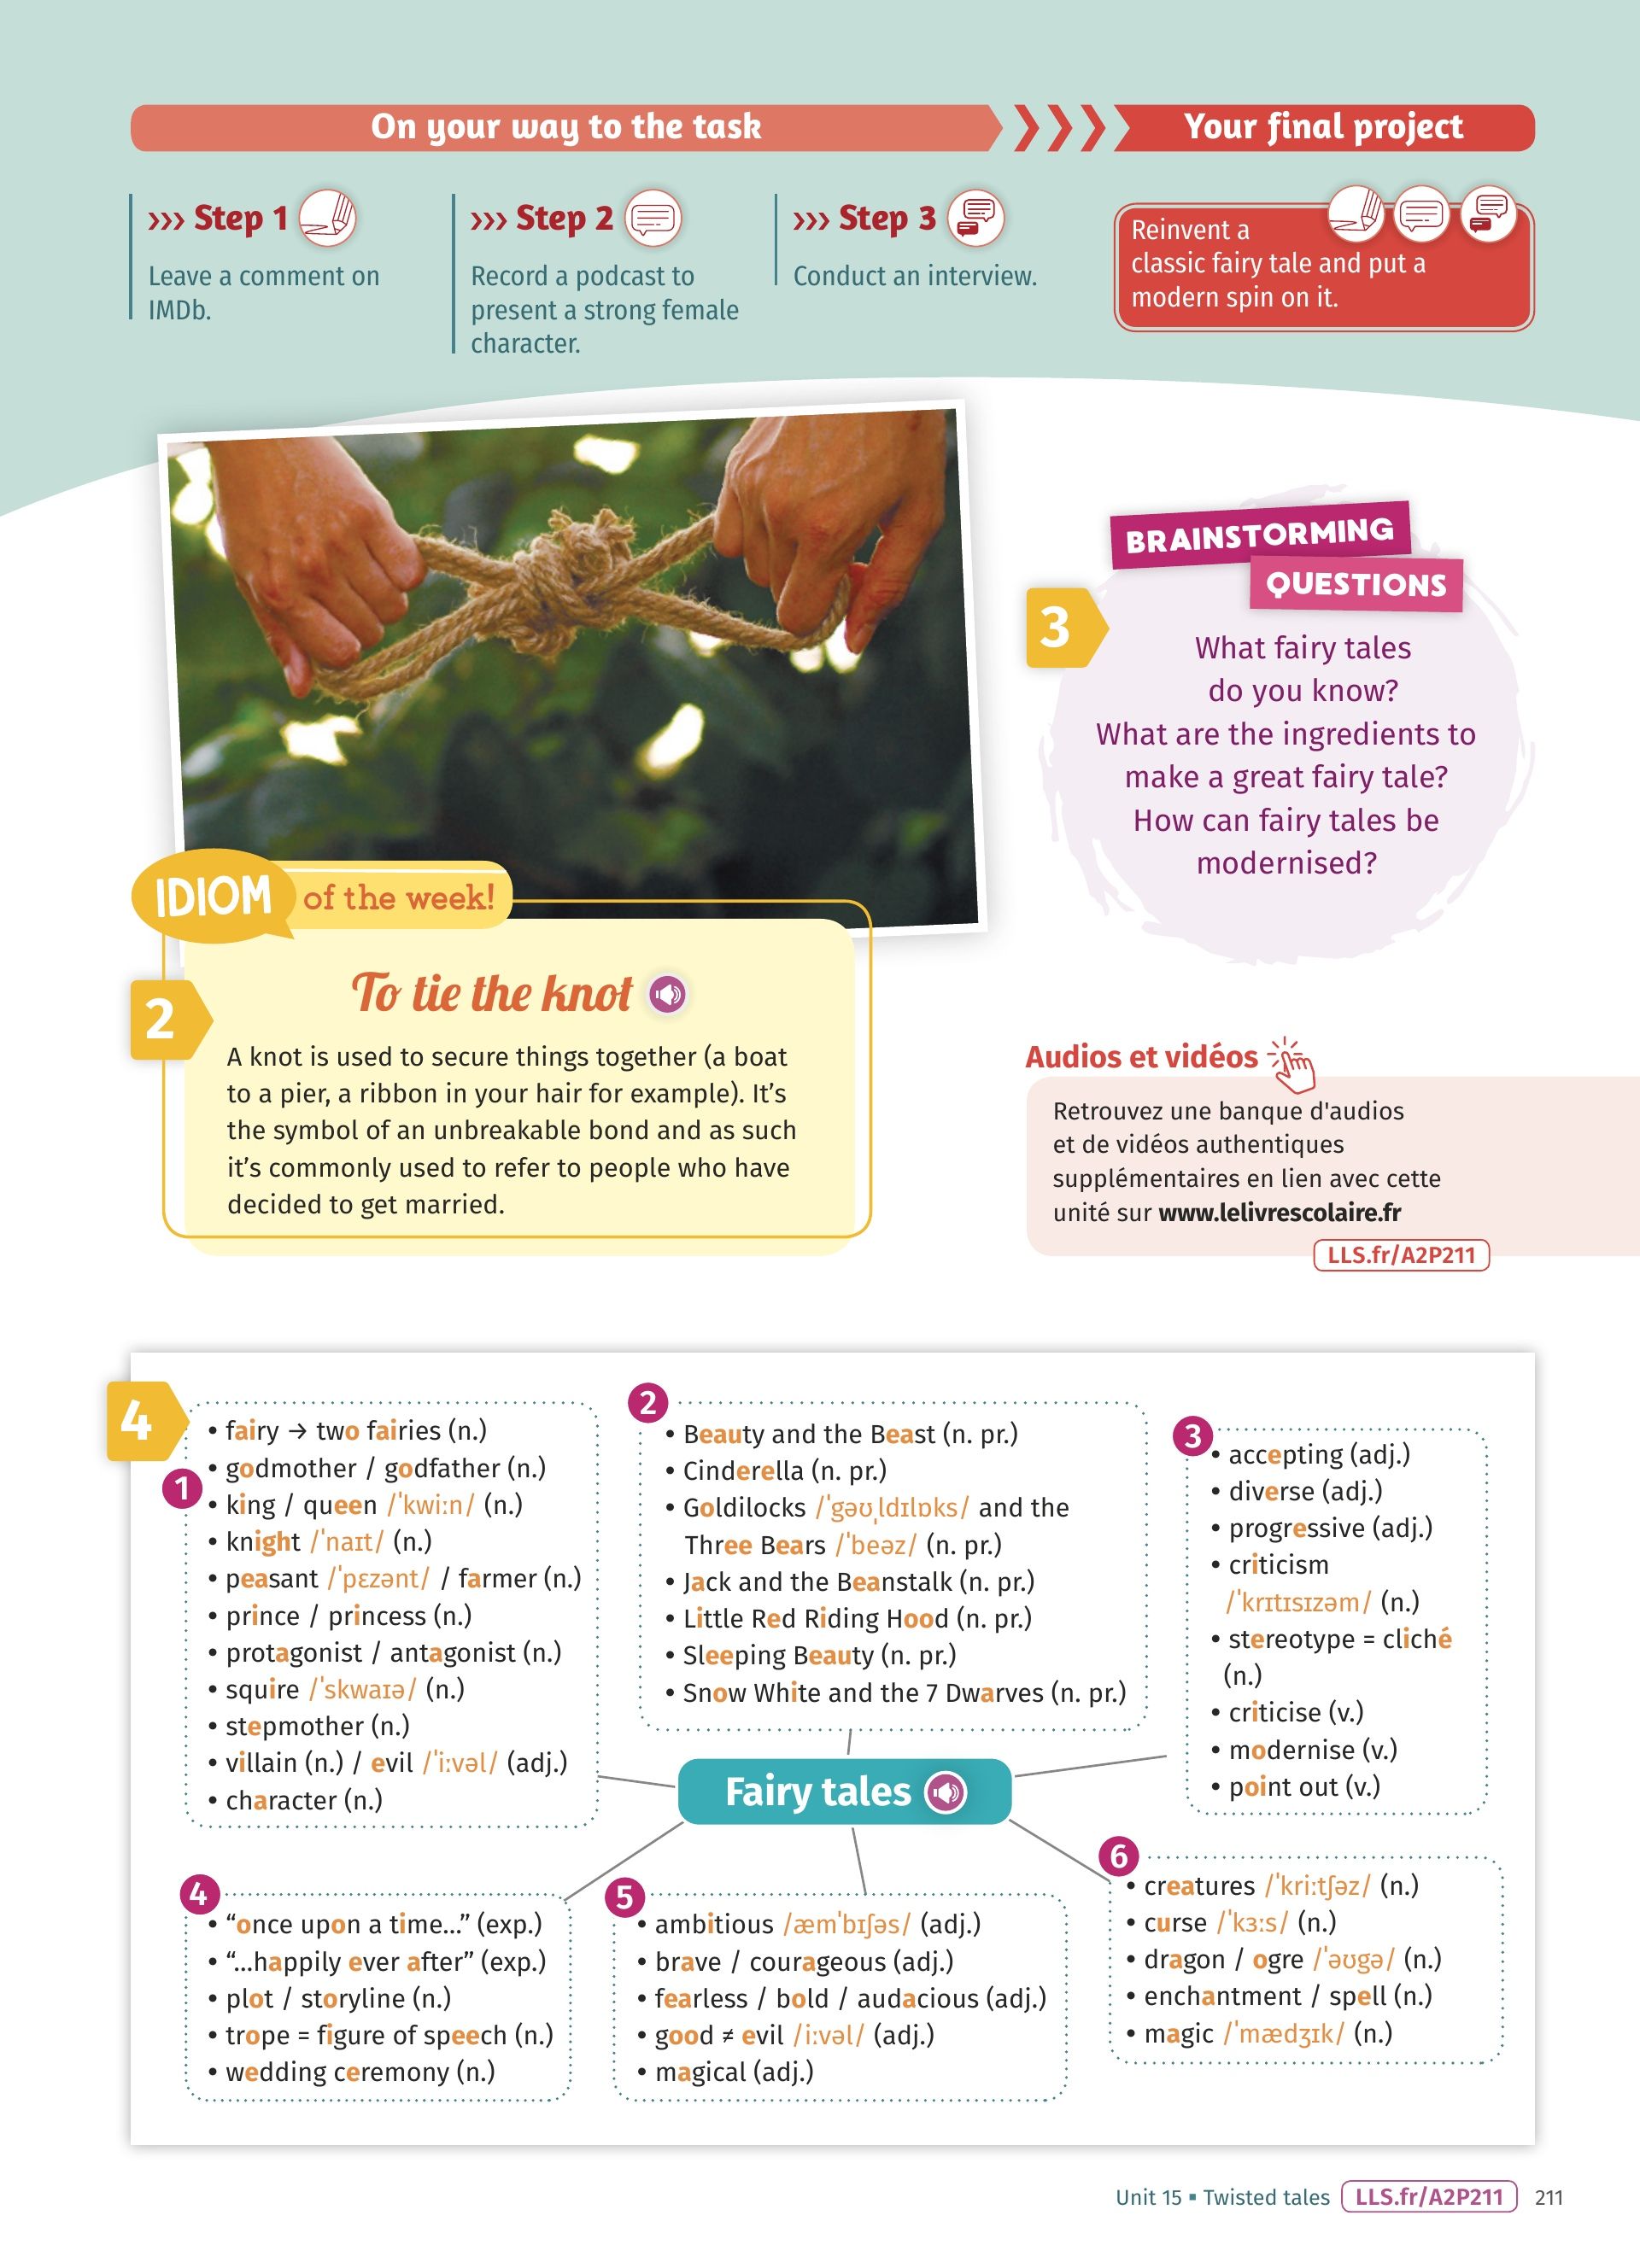 On your way to the task
Your final project
››› Step 1
Leave a comment on
IMDb.
››› Step 2
Record a podcast to
present a strong female
character.
››› Step 3
Conduct an interview.
Reinvent a
classic fairy tale and put a
modern spin on it.
BRAINSTORMING
QUESTIONS
3
What fairy tales
do you know?
What are the ingredients to
make a great fairy tale?
How can fairy tales be
modernised?
IDIOM of the week!
2
To tie the knot
A knot is used to secure things together (a boat
to a pier, a ribbon in your hair for example). It's
the symbol of an unbreakable bond and as such
it's commonly used to refer to people who have
decided to get married.
Audios et vidéos
Retrouvez une banque d'audios
et de vidéos authentiques
supplémentaires en lien avec cette
unité sur www.lelivrescolaire.fr
LLS.fr/A2P211
4
1
• fairy → two fairies (n.)
• godmother / godfather (n.)
• king / queen /ˈkwiːn/ (n.)
• knight /ˈnaɪt/ (n.)
• peasant /ˈpɛzənt/ / farmer (n.)
• prince / princess (n.)
• protagonist / antagonist (n.)
• squire /ˈskwaɪə/ (n.)
• stepmother (n.)
• villain (n.) / evil /ˈiːvəl/ (adj.)
• character (n.)
2
• Beauty and the Beast (n. pr.)
• Cinderella (n. pr.)
• Goldilocks /ˈgəʊˌldɪlɒks/ and the
Three Bears /ˈbeəz/ (n. pr.)
• Jack and the Beanstalk (n. pr.)
• Little Red Riding Hood (n. pr.)
• Sleeping Beauty (n. pr.)
• Snow White and the 7 Dwarves (n. pr.)
3
• accepting (adj.)
• diverse (adj.)
• progressive (adj.)
• criticism
/ˈkrɪtɪsɪzəm/ (n.)
• stereotype = cliché
(n.)
• criticise (v.)
• modernise (v.)
• point out (v.)
Fairy tales
4
• “once upon a time...” (exp.)
• “...happily ever after” (exp.)
• plot / storyline (n.)
• trope = figure of speech (n.)
• wedding ceremony (n.)
5
• ambitious /æmˈbɪʃəs/ (adj.)
• brave / courageous (adj.)
• fearless / bold / audacious (adj.)
• good ≠ evil /iːvəl/ (adj.)
• magical (adj.)
6
• creatures /ˈkriːtʃəz/ (n.)
• curse /ˈkɜːs/ (n.)
• dragon / ogre /ˈəʊgə/ (n.)
• enchantment / spell (n.)
• magic /ˈmædʒɪk/ (n.)
Unit 15 ▪ Twisted tales LLS.fr/A2P211 211